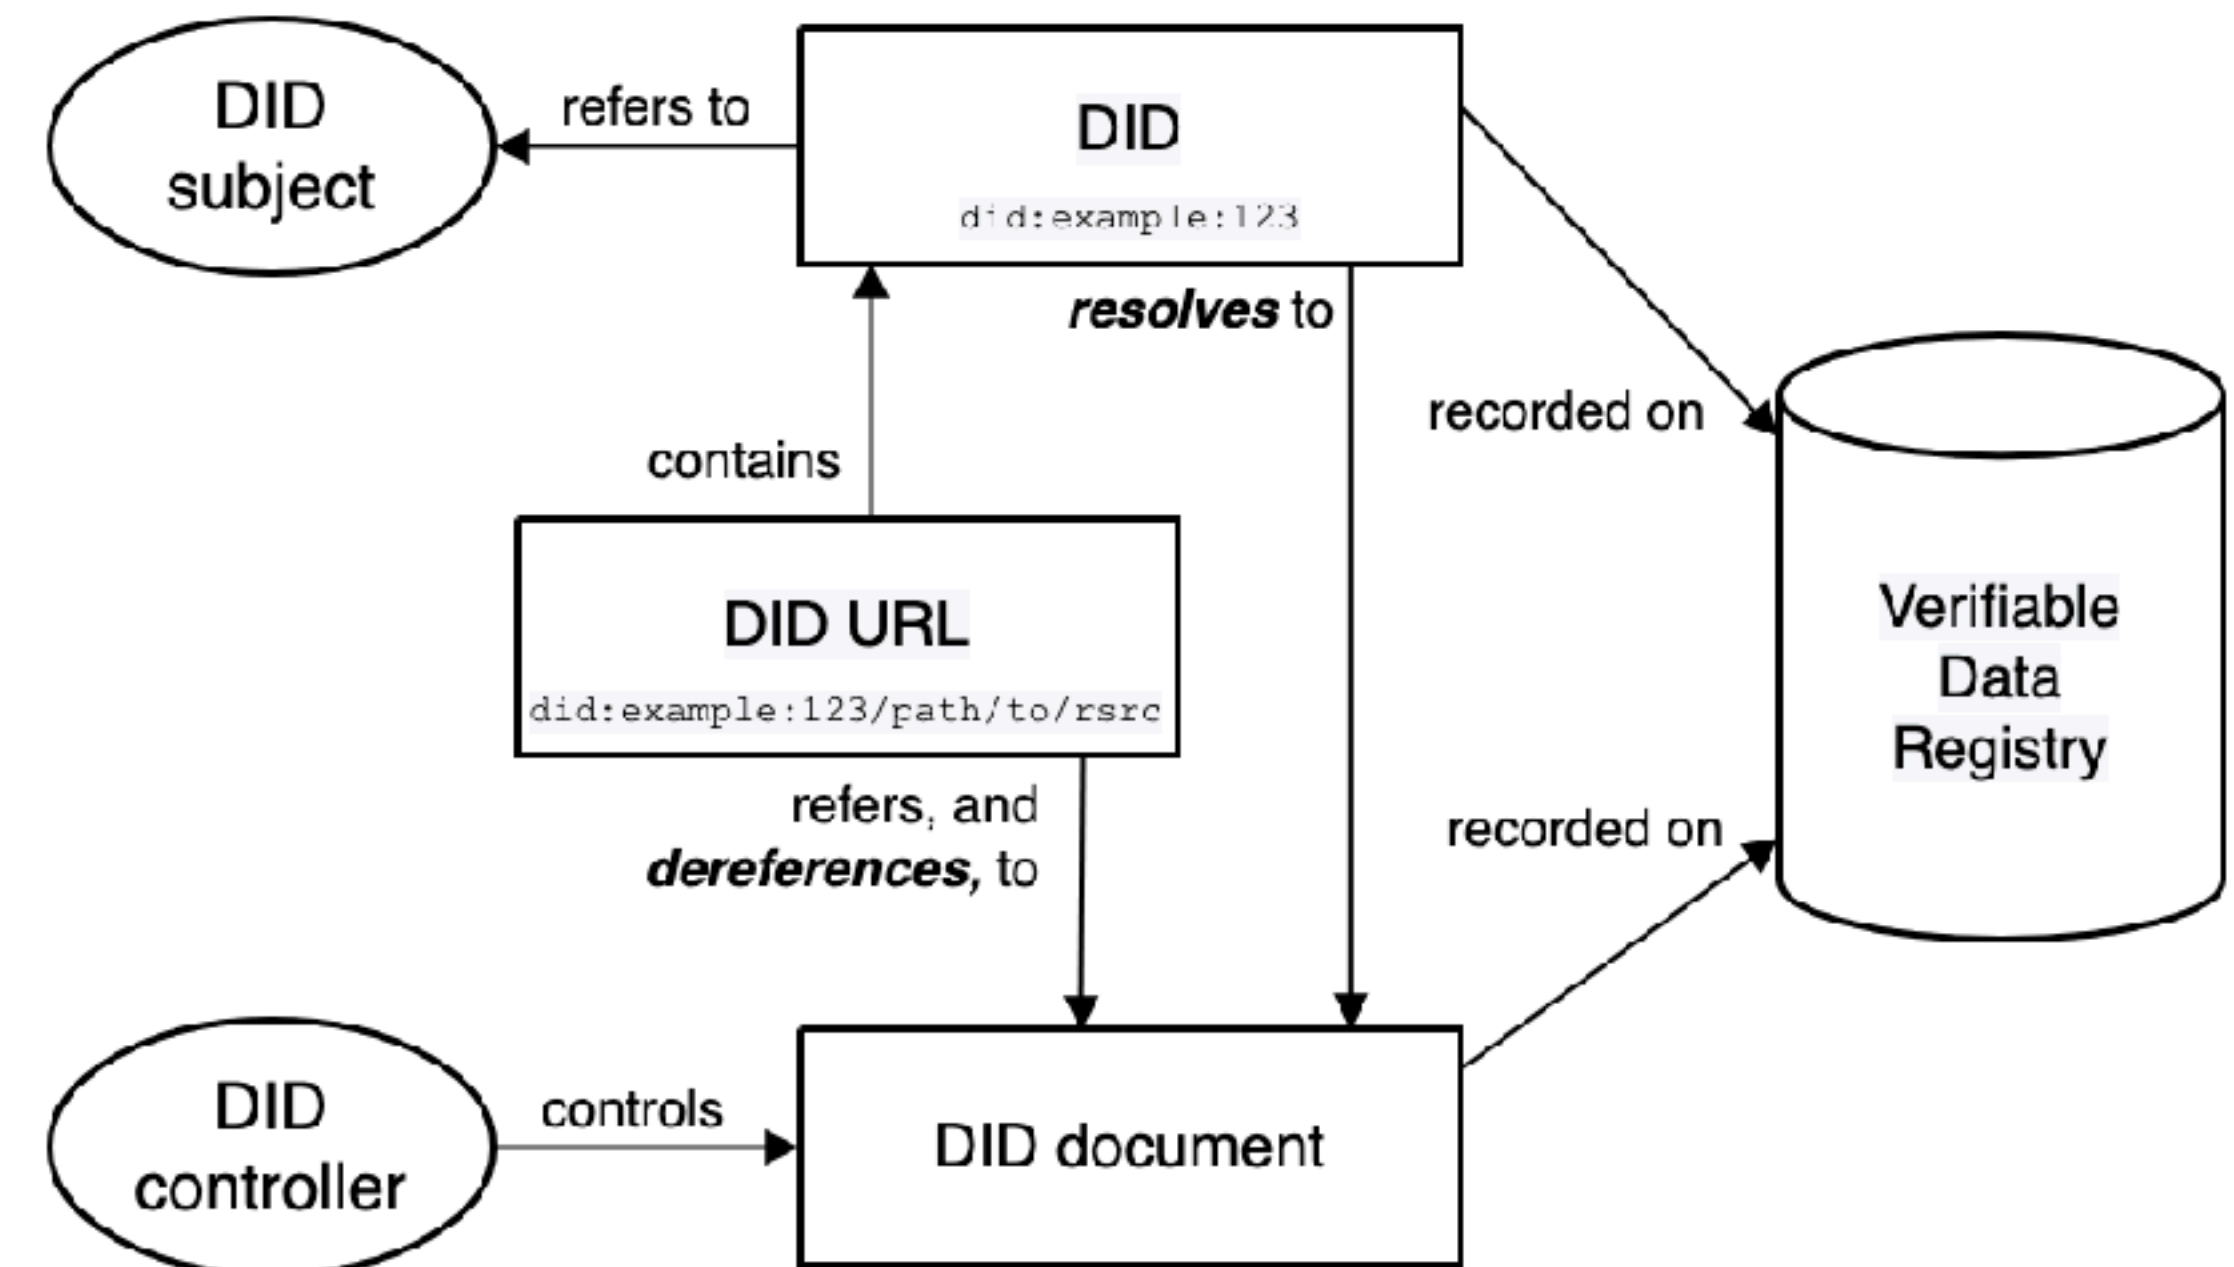 DID
subject
refers to
DID
did:example:123
resolves to
recorded on
contains
DID URL
did:example:123/path/to/rsrc
Verifiable
Data
Registry
refers, and
dereferences, to
recorded on
DID
controller
controls
DID document